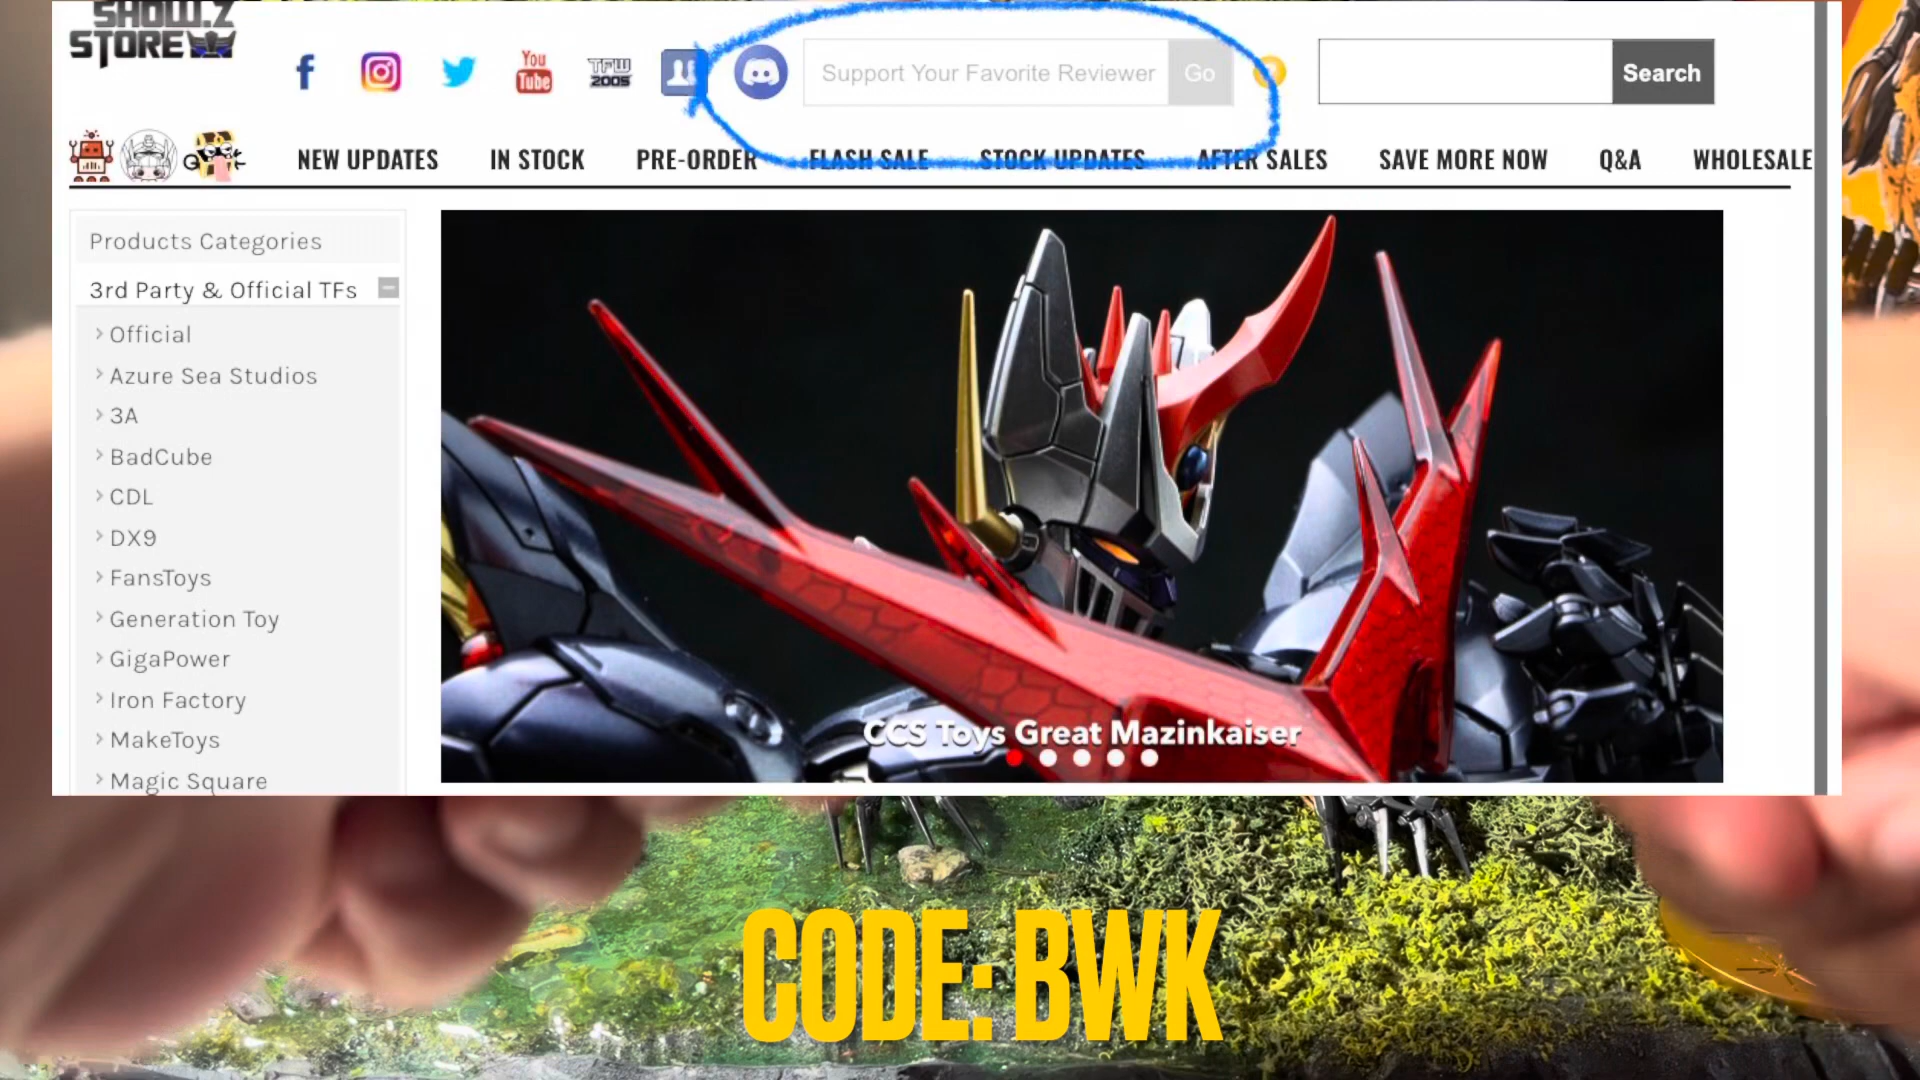 SHOW.Z
STORE
You
Tube
TFW
2005
Support Your Favorite Reviewer
Go
Search
NEW UPDATES
IN STOCK
PRE-ORDER
FLASH SALE
STOCK UPDATES
AFTER SALES
SAVE MORE NOW
Q&A
WHOLESALE
Products Categories
3rd Party & Official TFs
Official
Azure Sea Studios
3A
BadCube
CDL
DX9
FansToys
Generation Toy
GigaPower
Iron Factory
MakeToys
Magic Square
CCS Toys Great Mazinkaiser
CODE: BWK